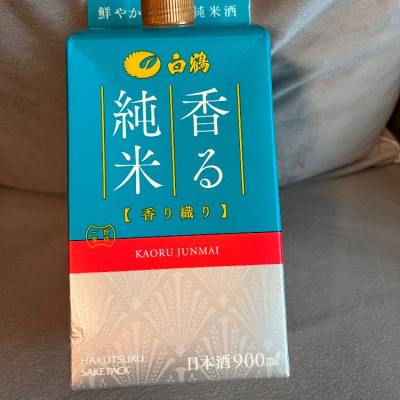 鮮やか 純米酒
白鶴
香る
純米
【香り織り】
KAORU JUNMAI
HAKUTSURU
SAKE PACK
日本酒900ml